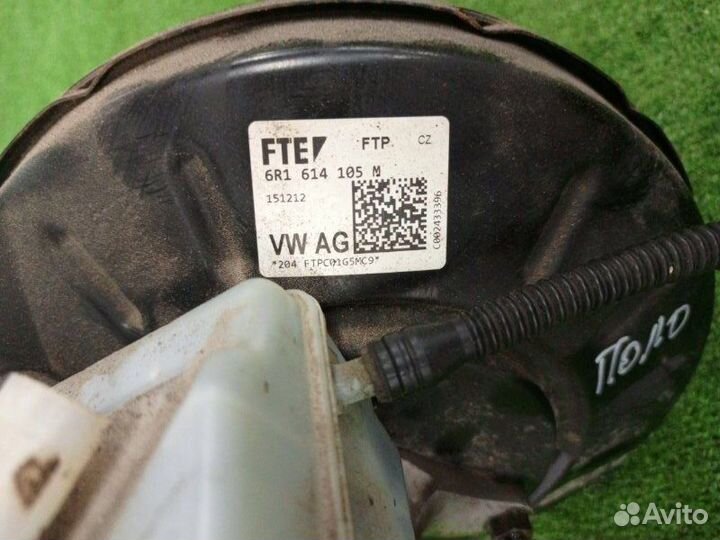 FTE FTP CZ
6R1 614 105 M
151212
VW AG
*204 FTPC01G5MC9*
C002433396
ПОЛО
Avito